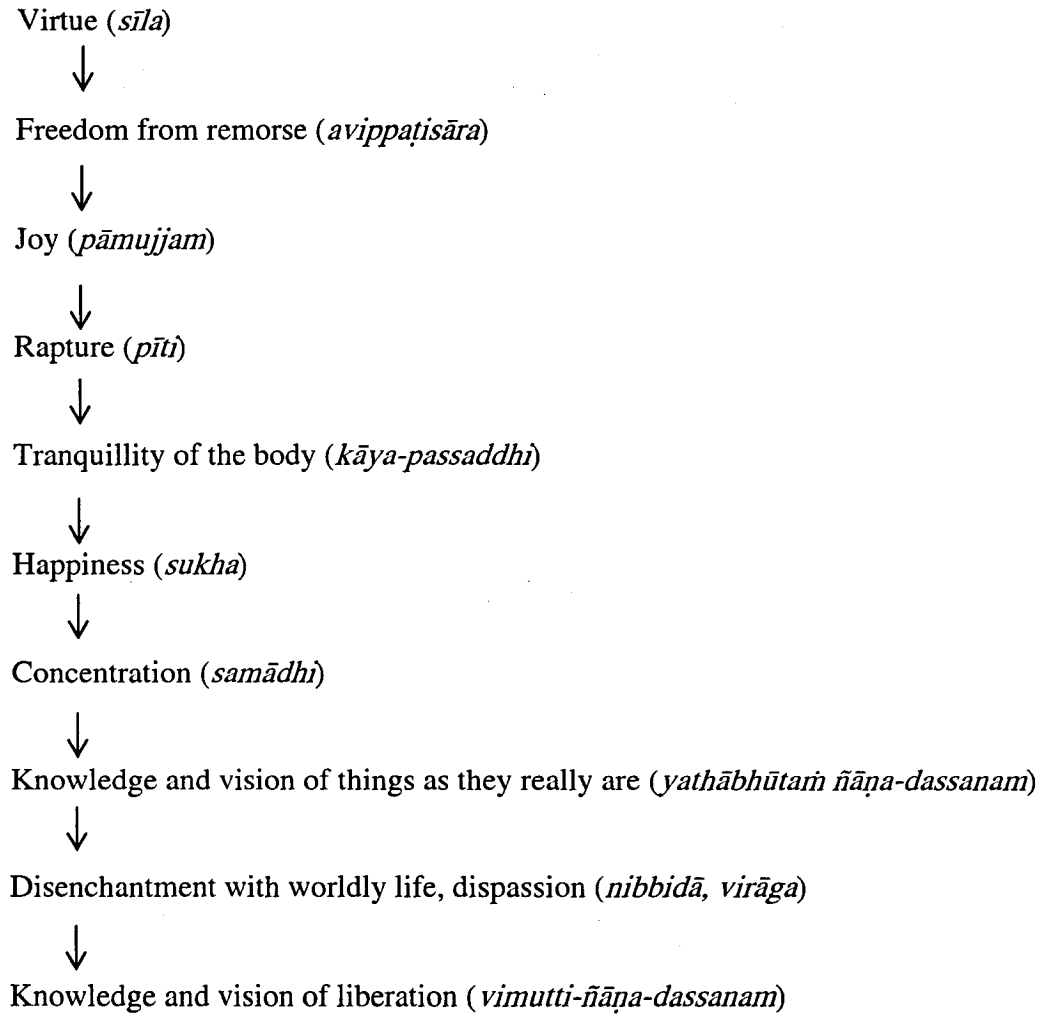 Virtue (sīla)
↓
Freedom from remorse (avippaṭisāra)
↓
Joy (pāmujjam)
↓
Rapture (pīti)
↓
Tranquillity of the body (kāya-passaddhi)
↓
Happiness (sukha)
↓
Concentration (samādhi)
↓
Knowledge and vision of things as they really are (yathābhūtaṁ ñāṇa-dassanam)
↓
Disenchantment with worldly life, dispassion (nibbidā, virāga)
↓
Knowledge and vision of liberation (vimutti-ñāṇa-dassanam)